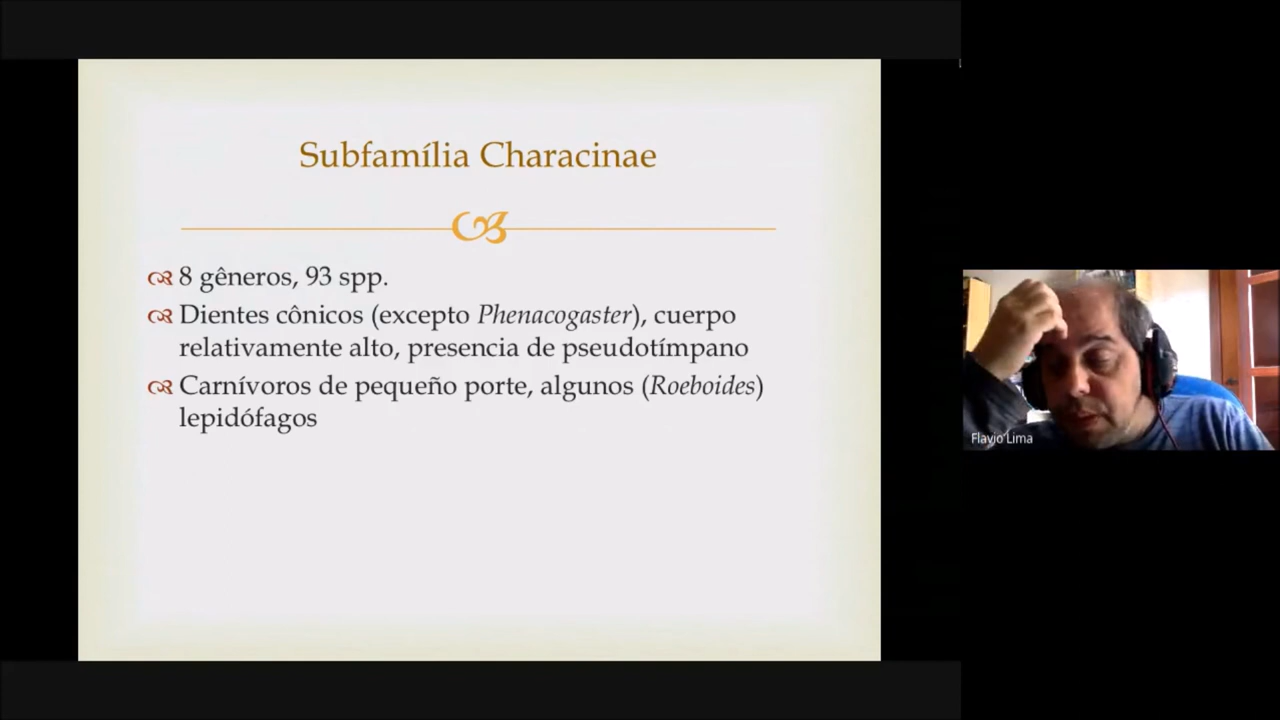 Subfamília Characinae
8 gêneros, 93 spp.
Dientes cônicos (excepto Phenacogaster), cuerpo
relativamente alto, presencia de pseudotímpano
Carnívoros de pequeño porte, algunos (Roeboides)
lepidófagos
Flavio Lima